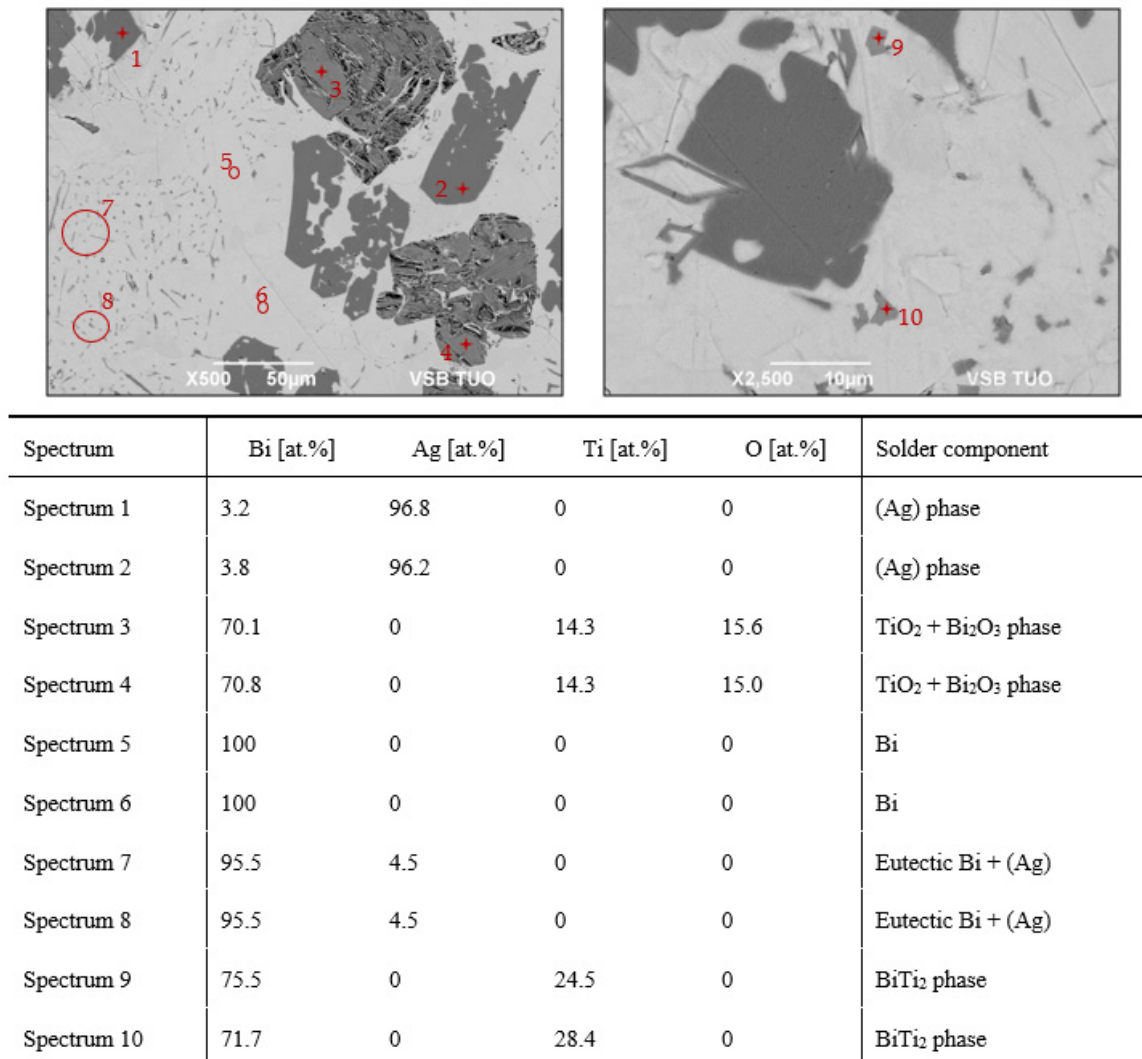 1
2
3
4
5
6
7
8
X500 50µm VSB TUO
9
10
X2,500 10µm VSB TUO
Spectrum Bi [at.%] Ag [at.%] Ti [at.%] O [at.%] Solder component
Spectrum 1 3.2 96.8 0 0 (Ag) phase
Spectrum 2 3.8 96.2 0 0 (Ag) phase
Spectrum 3 70.1 0 14.3 15.6 TiO₂ + Bi₂O₃ phase
Spectrum 4 70.8 0 14.3 15.0 TiO₂ + Bi₂O₃ phase
Spectrum 5 100 0 0 0 Bi
Spectrum 6 100 0 0 0 Bi
Spectrum 7 95.5 4.5 0 0 Eutectic Bi + (Ag)
Spectrum 8 95.5 4.5 0 0 Eutectic Bi + (Ag)
Spectrum 9 75.5 0 24.5 0 BiTi₂ phase
Spectrum 10 71.7 0 28.4 0 BiTi₂ phase